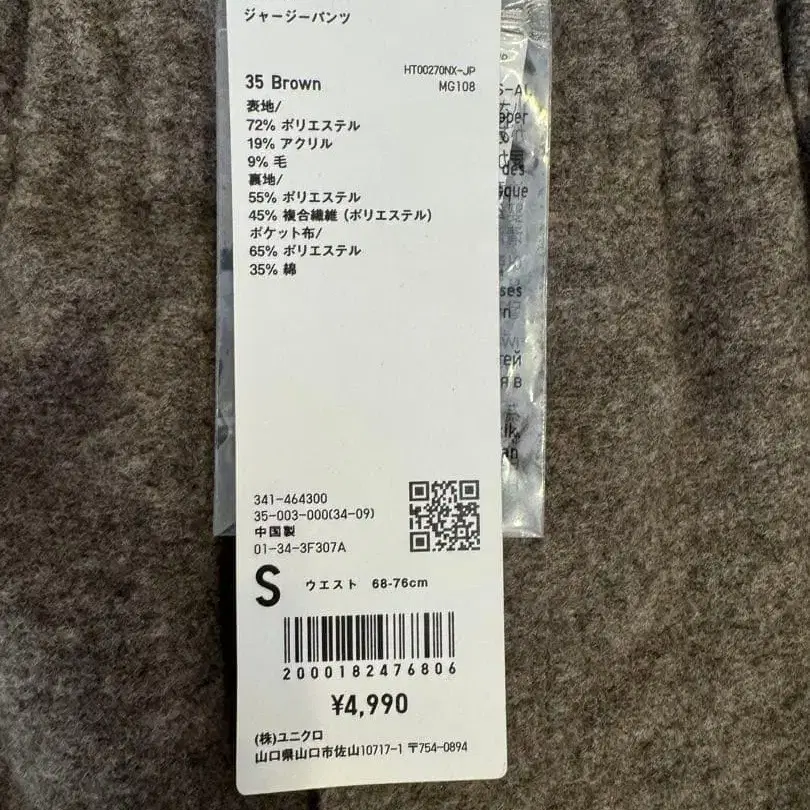 ジャージーパンツ
35 Brown
HT00270NX-JP
MG108
表地/
72% ポリエステル
19% アクリル
9% 毛
裏地/
55% ポリエステル
45% 複合繊維 (ポリエステル)
ポケット布/
65% ポリエステル
35% 綿
341-464300
35-003-000(34-09)
中国製
01-34-3F307A
S ウエスト 68-76cm
2000182476806
¥4,990
(株)ユニクロ
山口県山口市佐山10717-1 〒754-0894
des